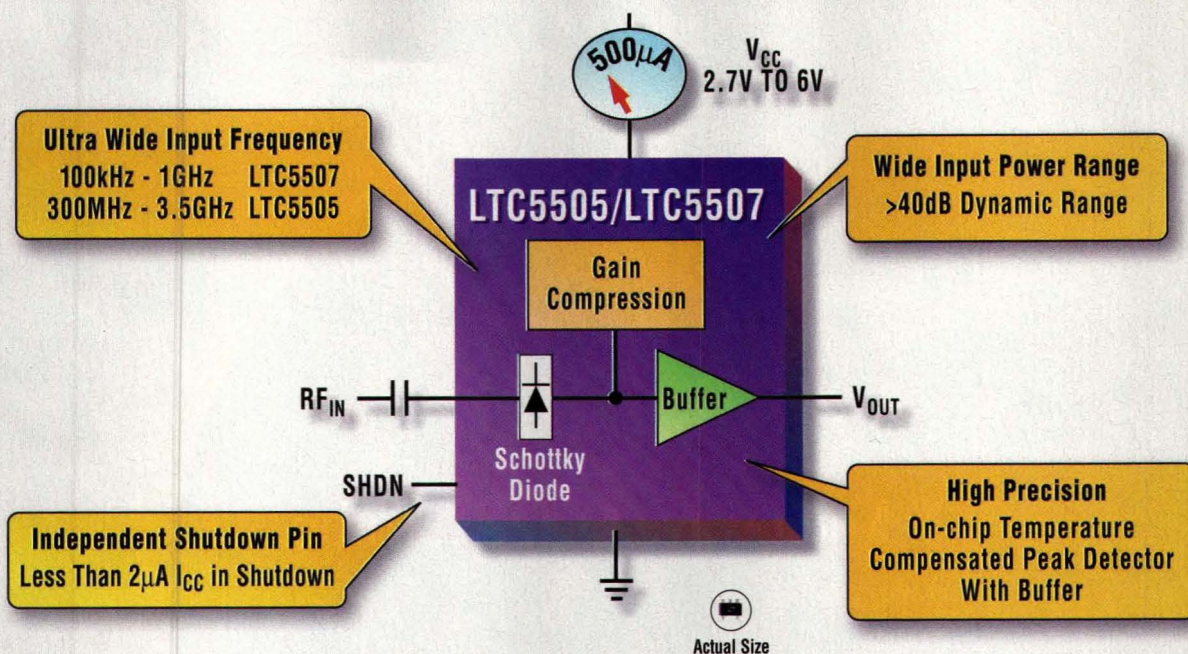 500µA
VCC
2.7V TO 6V
Ultra Wide Input Frequency
100kHz - 1GHz LTC5507
300MHz - 3.5GHz LTC5505
Wide Input Power Range
>40dB Dynamic Range
LTC5505/LTC5507
Gain
Compression
RFIN
Buffer
VOUT
Schottky
Diode
SHDN
Independent Shutdown Pin
Less Than 2µA ICC in Shutdown
High Precision
On-chip Temperature
Compensated Peak Detector
With Buffer
Actual Size